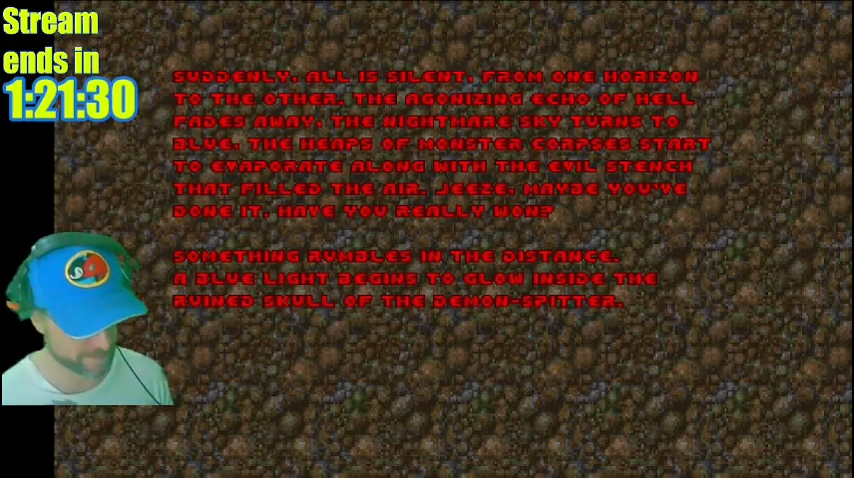 Stream
ends in
1:21:30
SUDDENLY, ALL IS SILENT, FROM ONE HORIZON
TO THE OTHER. THE AGONIZING ECHO OF HELL
FADES AWAY, THE NIGHTMARE SKY TURNS TO
BLUE, THE HEAPS OF MONSTER CORPSES START
TO EVAPORATE ALONG WITH THE EVIL STENCH
THAT FILLED THE AIR. JEEZE, MAYBE YOU'VE
DONE IT. HAVE YOU REALLY WON?
SOMETHING RUMBLES IN THE DISTANCE.
A BLUE LIGHT BEGINS TO GLOW INSIDE THE
RUINED SKULL OF THE DEMON-SPITTER.